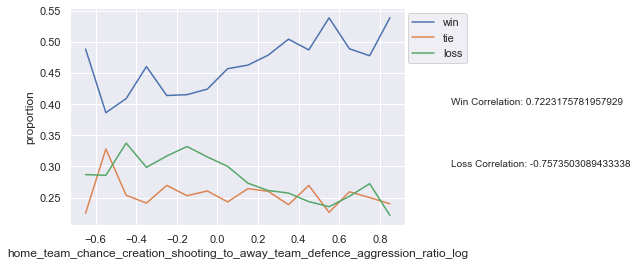 0.55
0.50
0.45
0.40
0.35
0.30
0.25
proportion
−0.6 −0.4 −0.2 0.0 0.2 0.4 0.6 0.8
home_team_chance_creation_shooting_to_away_team_defence_aggression_ratio_log
win
tie
loss
Win Correlation: 0.7223175781957929
Loss Correlation: -0.7573503089433338